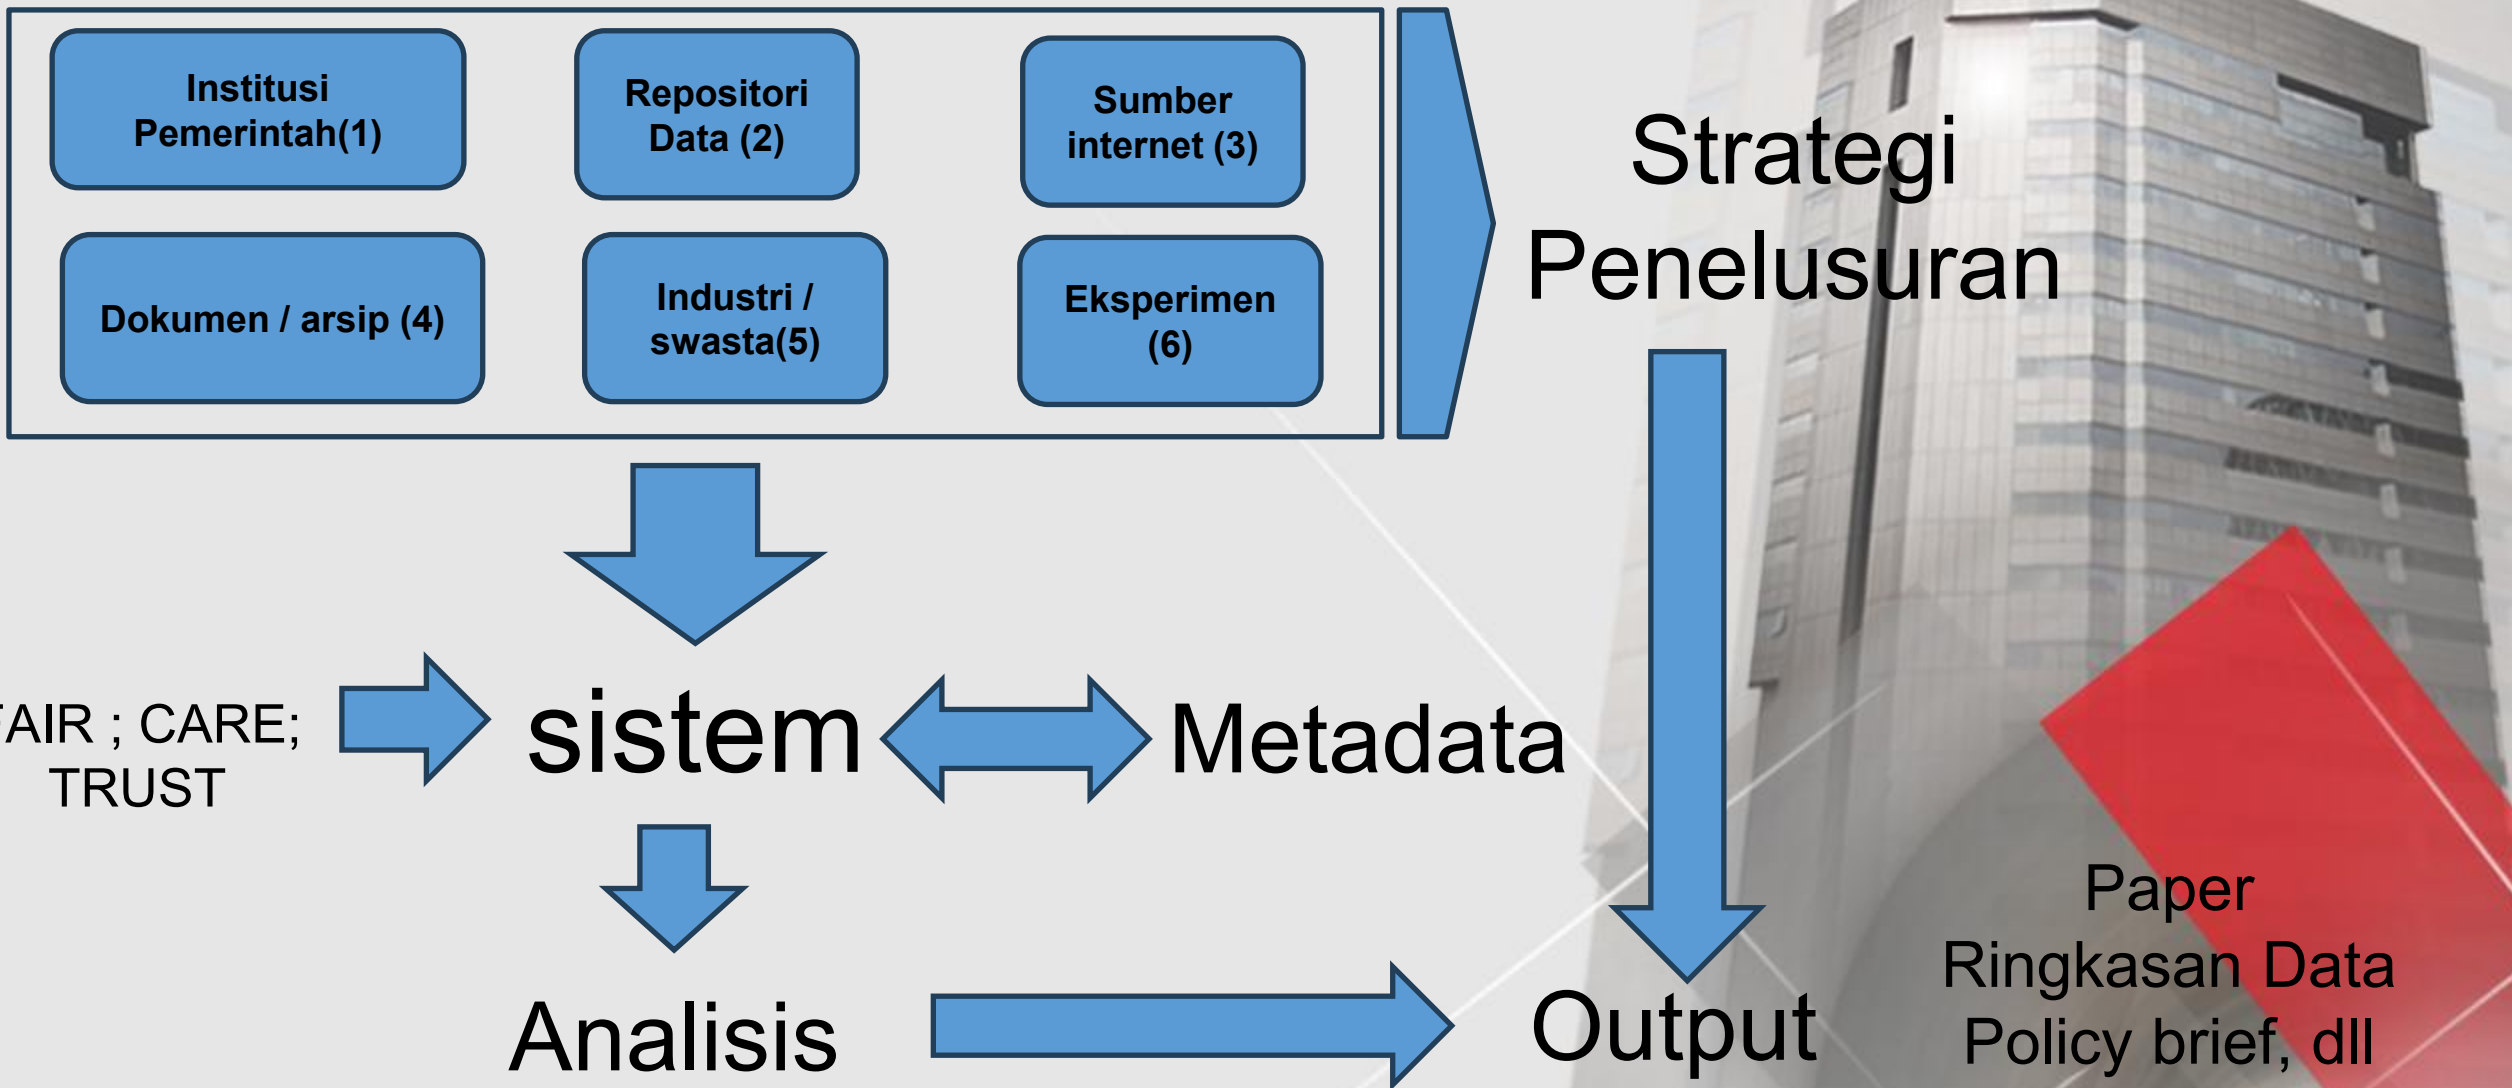 Institusi
Pemerintah(1)
Repositori
Data (2)
Sumber
internet (3)
Dokumen / arsip (4)
Industri /
swasta(5)
Eksperimen
(6)
Strategi
Penelusuran
FAIR ; CARE;
TRUST
sistem
Metadata
Analisis
Output
Paper
Ringkasan Data
Policy brief, dll